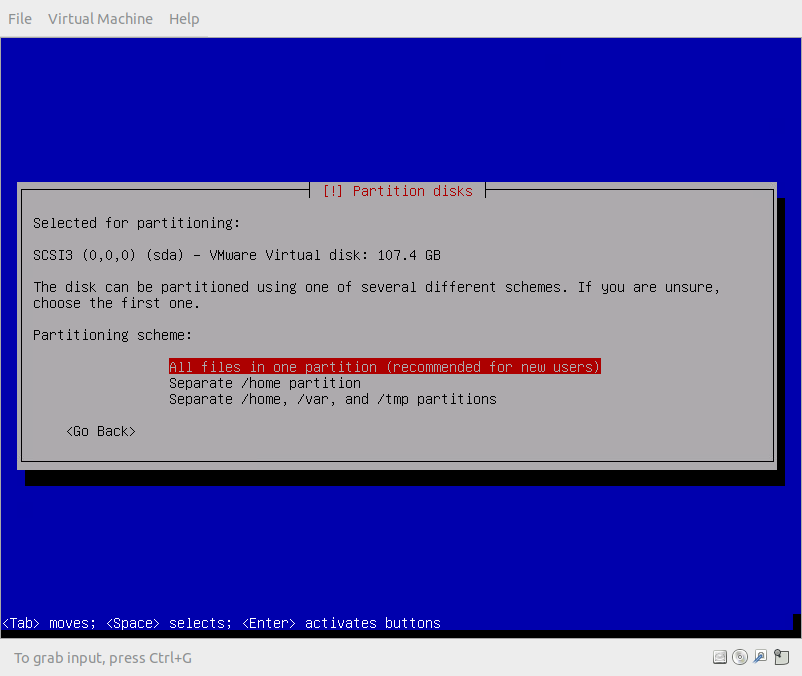 File Virtual Machine Help
[!] Partition disks
Selected for partitioning:
SCSI3 (0,0,0) (sda) - VMware Virtual disk: 107.4 GB
The disk can be partitioned using one of several different schemes. If you are unsure,
choose the first one.
Partitioning scheme:
All files in one partition (recommended for new users)
Separate /home partition
Separate /home, /var, and /tmp partitions
<Go Back>
<Tab> moves; <Space> selects; <Enter> activates buttons
To grab input, press Ctrl+G